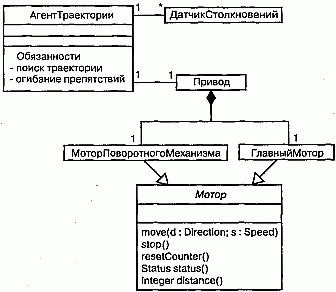 АгентТраектории
1
*
ДатчикСтолкновений
Обязанности
- поиск траектории
- огибание препятствий
1
1
Привод
1
1
МоторПоворотногоМеханизма
ГлавныйМотор
Мотор
move(d : Direction; s : Speed)
stop()
resetCounter()
Status status()
Integer distance()